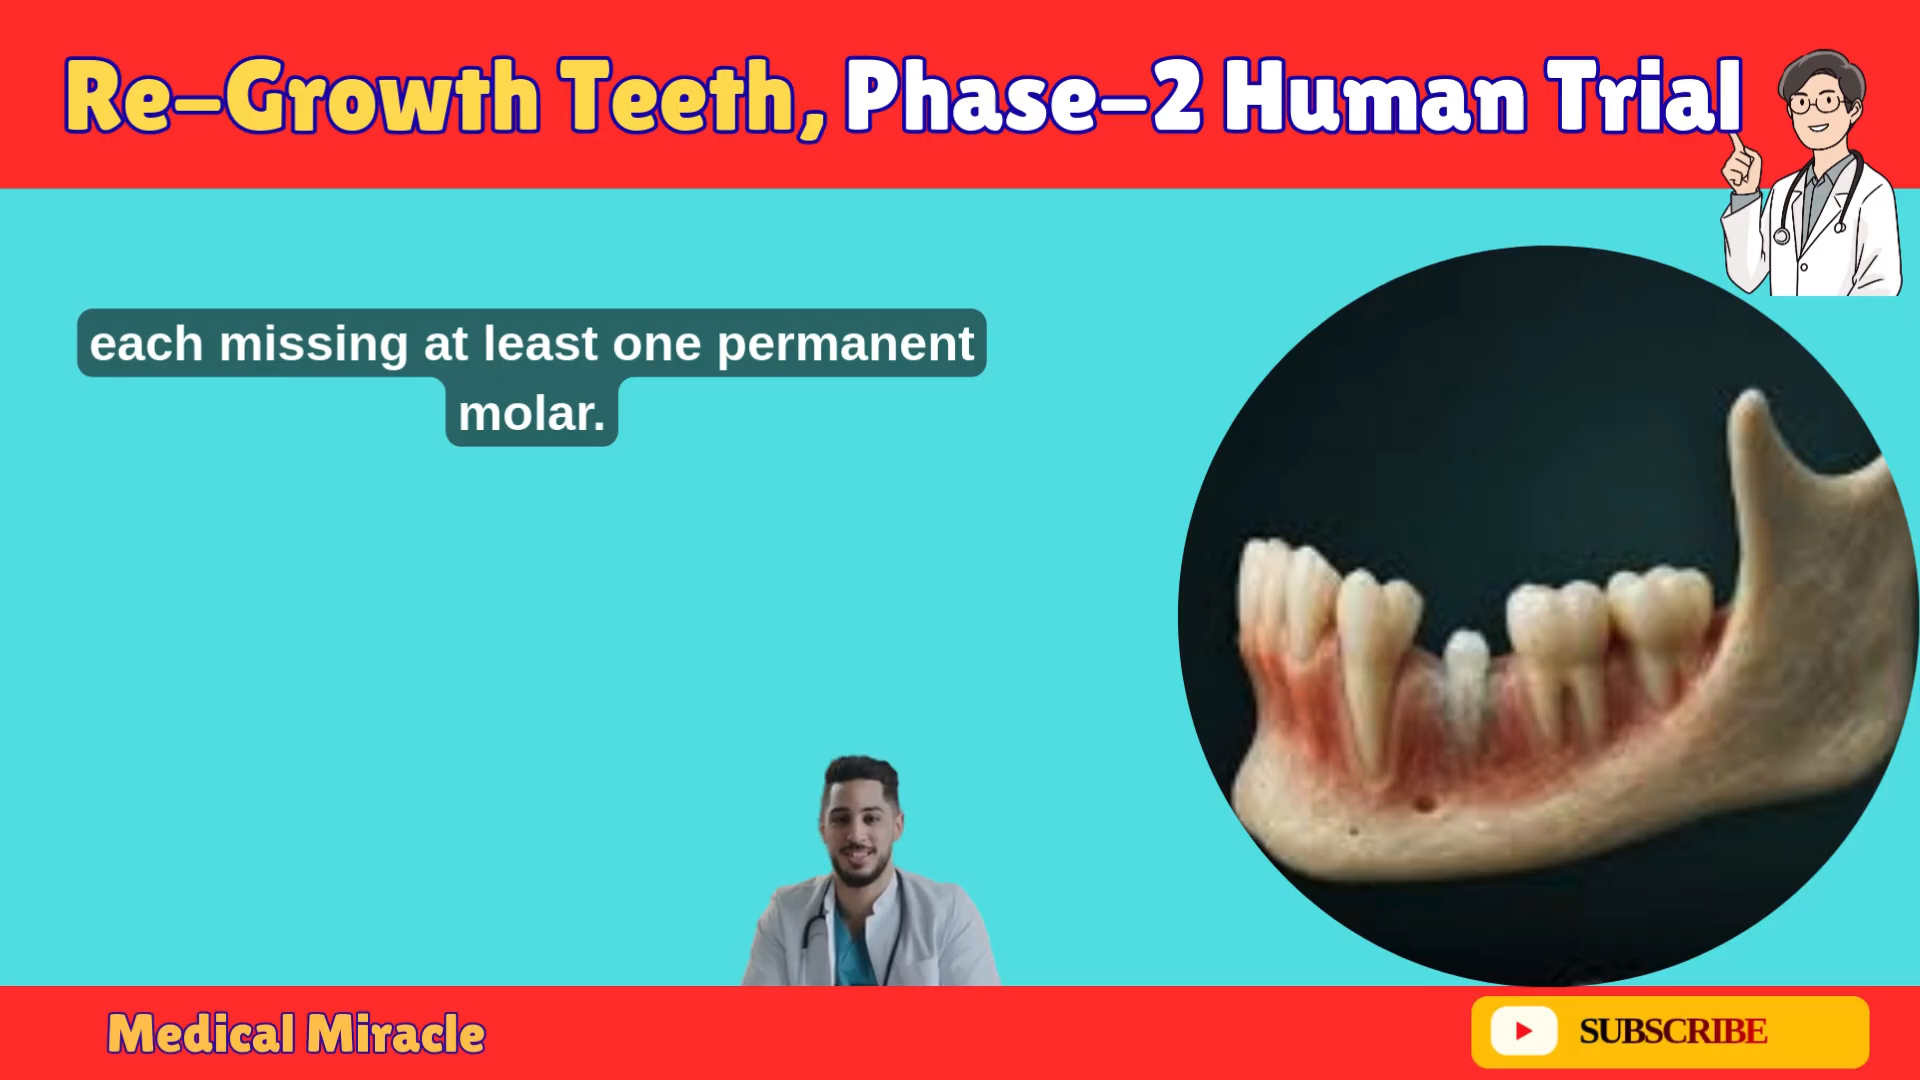 Re-Growth Teeth, Phase-2 Human Trial
each missing at least one permanent
molar.
Medical Miracle
SUBSCRIBE